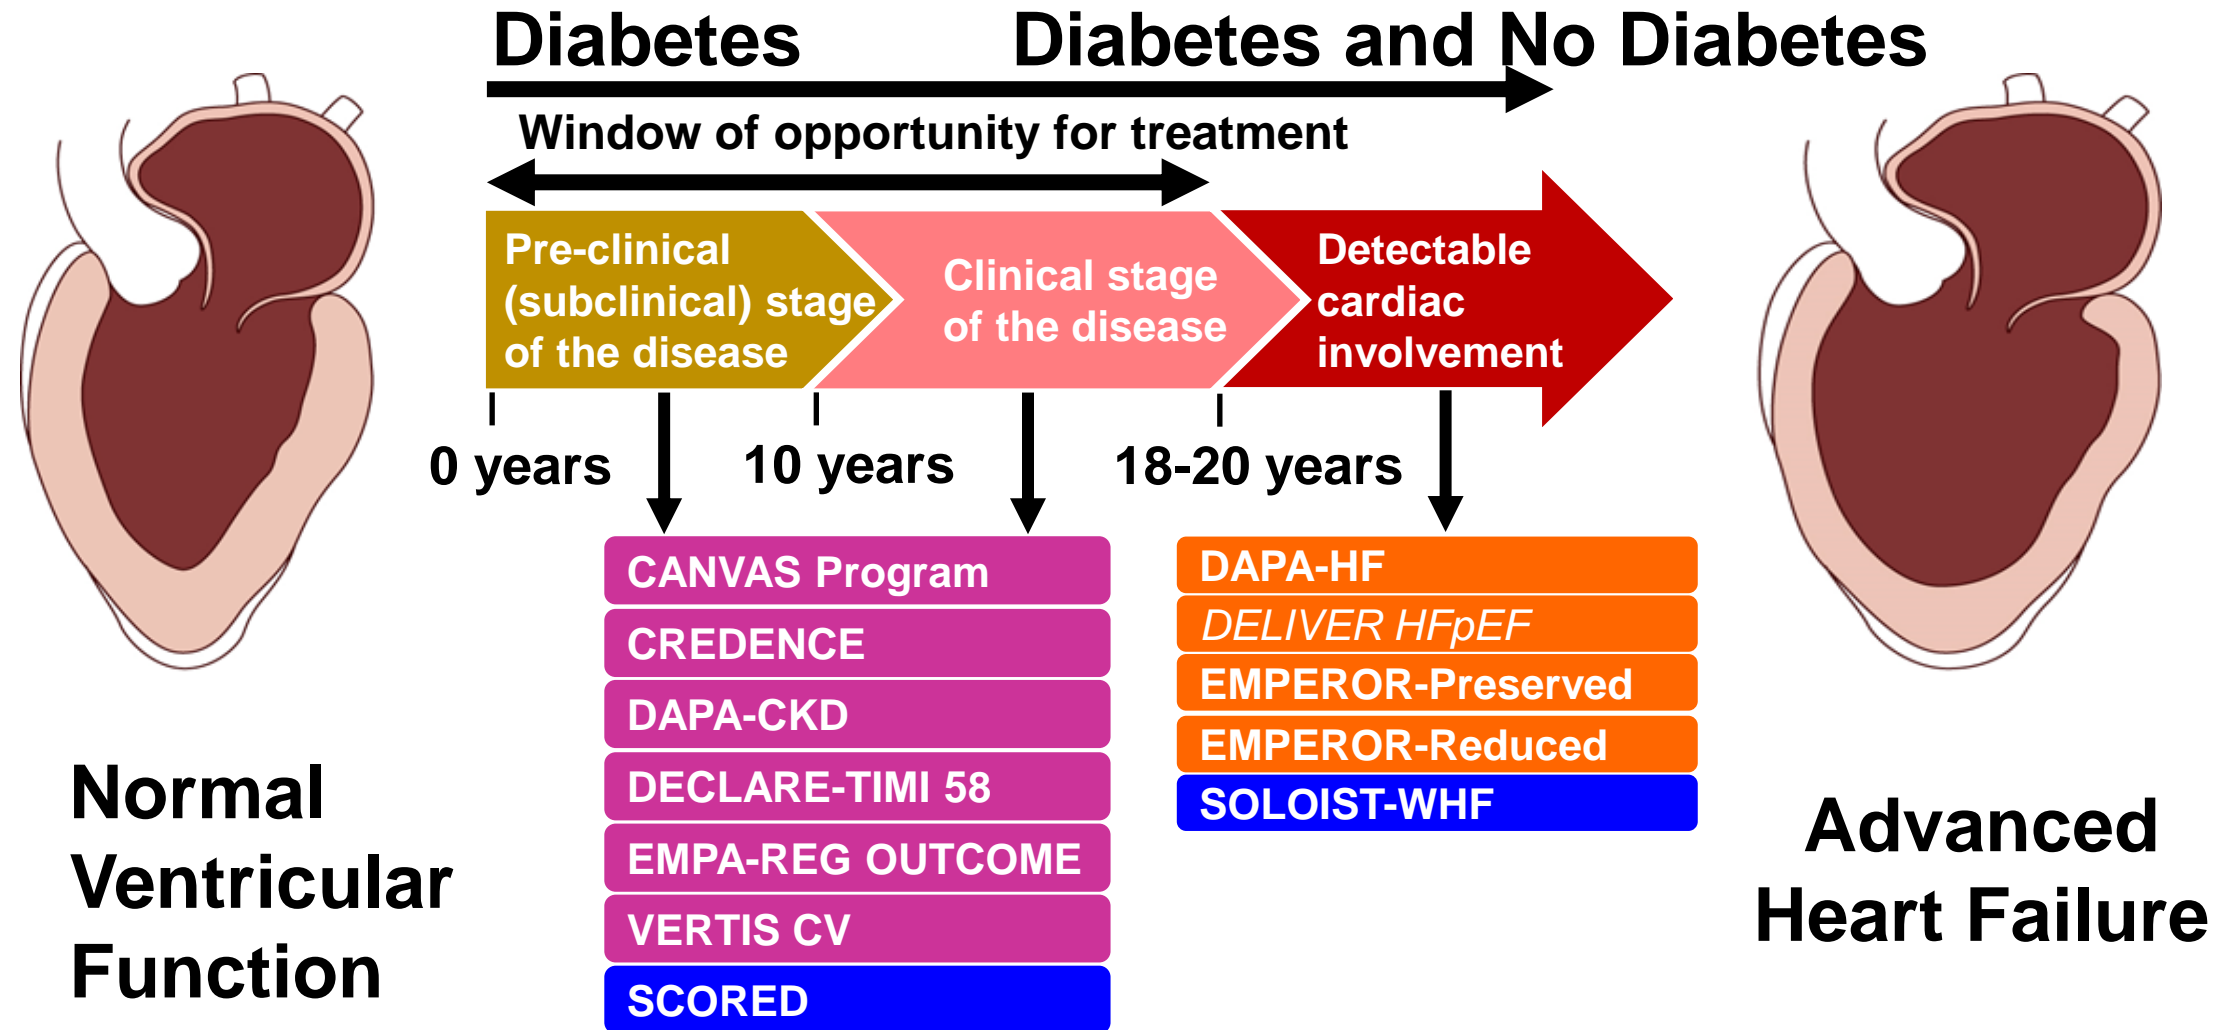 Diabetes
Diabetes and No Diabetes
Window of opportunity for treatment
Pre-clinical
(subclinical) stage
of the disease
Clinical stage
of the disease
Detectable
cardiac
involvement
0 years
10 years
18-20 years
CANVAS Program
CREDENCE
DAPA-CKD
DECLARE-TIMI 58
EMPA-REG OUTCOME
VERTIS CV
SCORED
DAPA-HF
DELIVER HFpEF
EMPEROR-Preserved
EMPEROR-Reduced
SOLOIST-WHF
Normal
Ventricular
Function
Advanced
Heart Failure